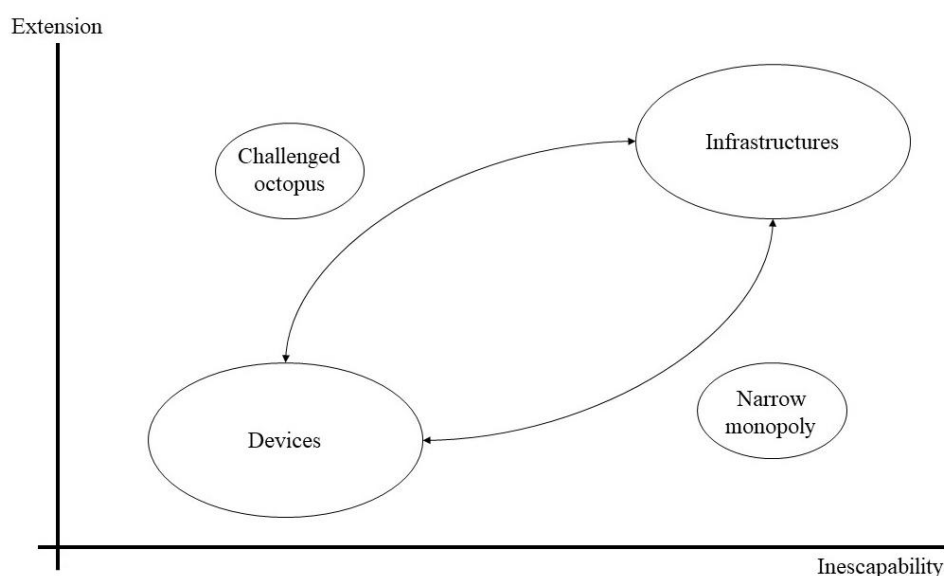 Extension
Infrastructures
Challenged
octopus
Narrow
monopoly
Devices
Inescapability